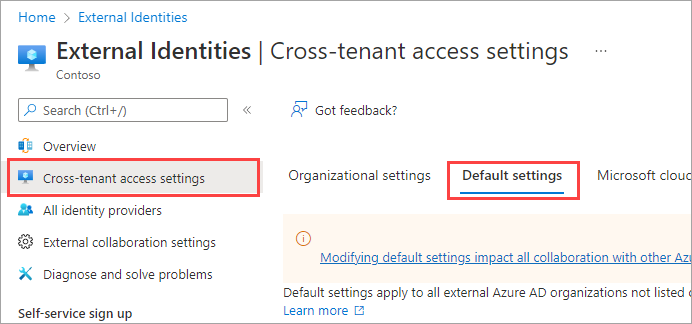 Home > External Identities >
External Identities | Cross-tenant access settings ...
Contoso
Search (Ctrl+/) «
Got feedback?
Overview
Cross-tenant access settings
Organizational settings Default settings Microsoft cloud
All identity providers
External collaboration settings
Modifying default settings impact all collaboration with other Azu
Diagnose and solve problems
Default settings apply to all external Azure AD organizations not listed
Learn more
Self-service sign up